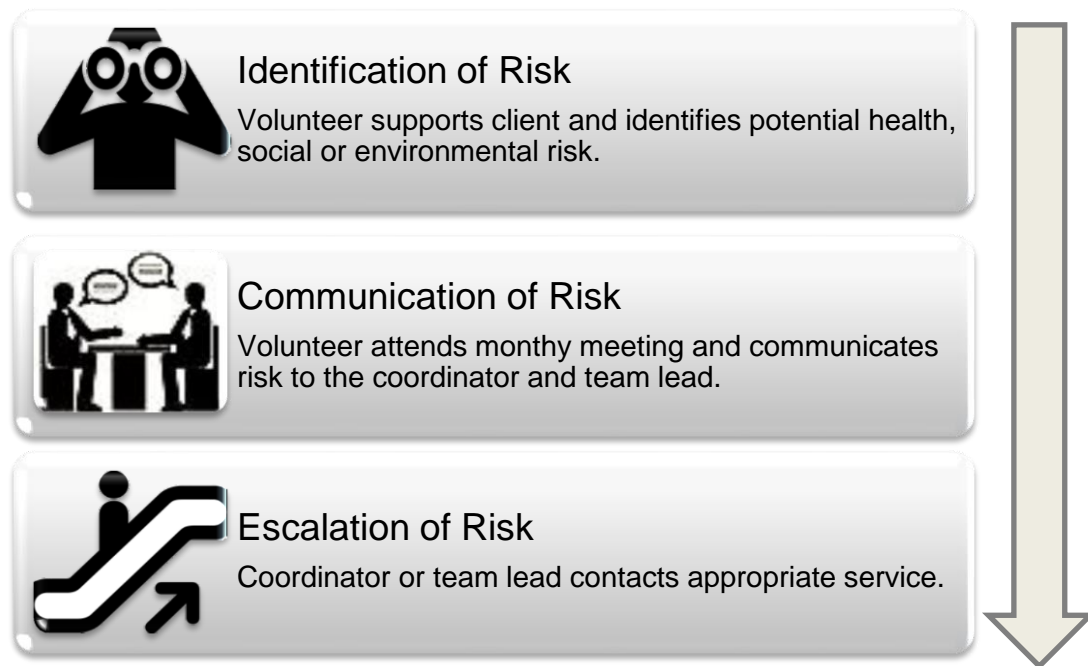 Identification of Risk
Volunteer supports client and identifies potential health,
social or environmental risk.
Communication of Risk
Volunteer attends monthy meeting and communicates
risk to the coordinator and team lead.
Escalation of Risk
Coordinator or team lead contacts appropriate service.